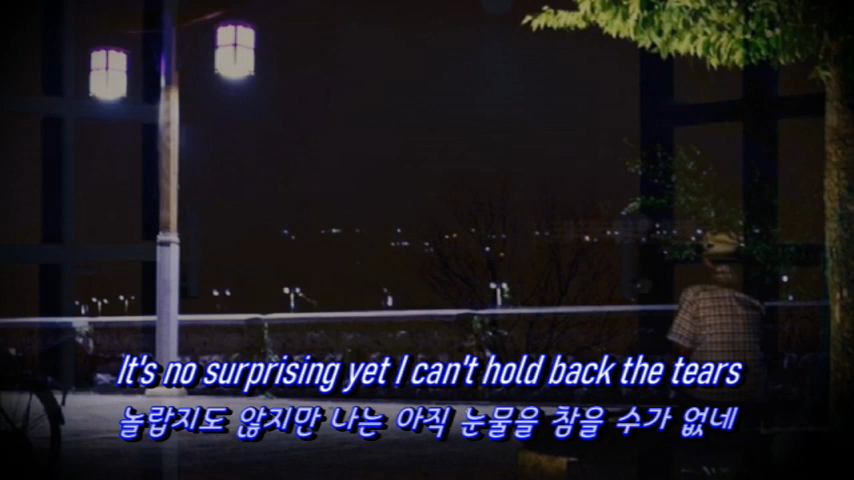 It's no surprising yet I can't hold back the tears
놀랍지도 않지만 나는 아직 눈물을 참을 수가 없네